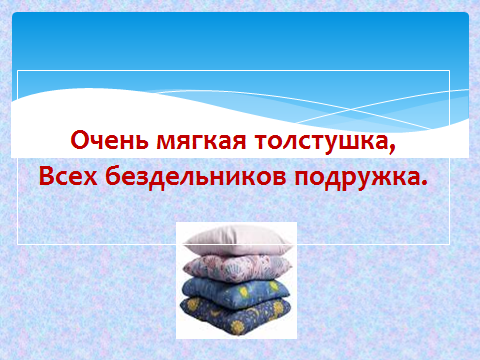 Очень мягкая толстушка,
Всех бездельников подружка.